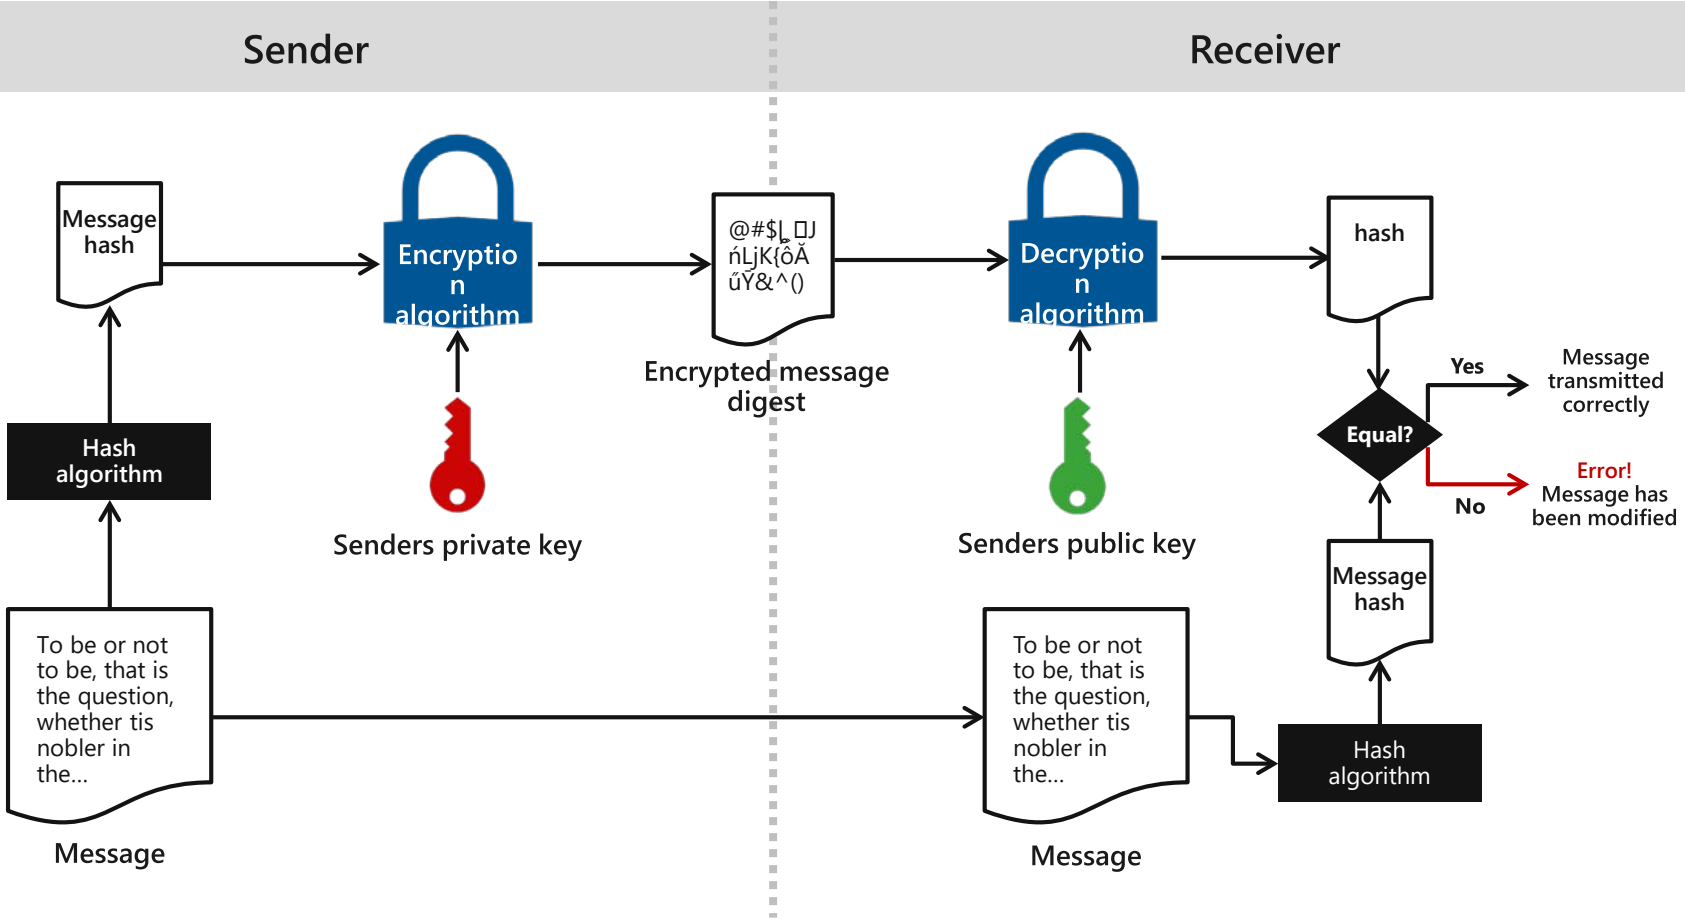 Sender
Receiver
Message
hash
Encryptio
n
algorithm
@#$
ńǈK{ộĂ
űŸ&^()
Encrypted message
digest
Decryptio
n
algorithm
hash
Hash
algorithm
Senders private key
Senders public key
Equal?
Yes
Message
transmitted
correctly
No
Error!
Message has
been modified
To be or not
to be, that is
the question,
whether tis
nobler in
the...
Message
To be or not
to be, that is
the question,
whether tis
nobler in
the...
Message
Hash
algorithm
Message
hash